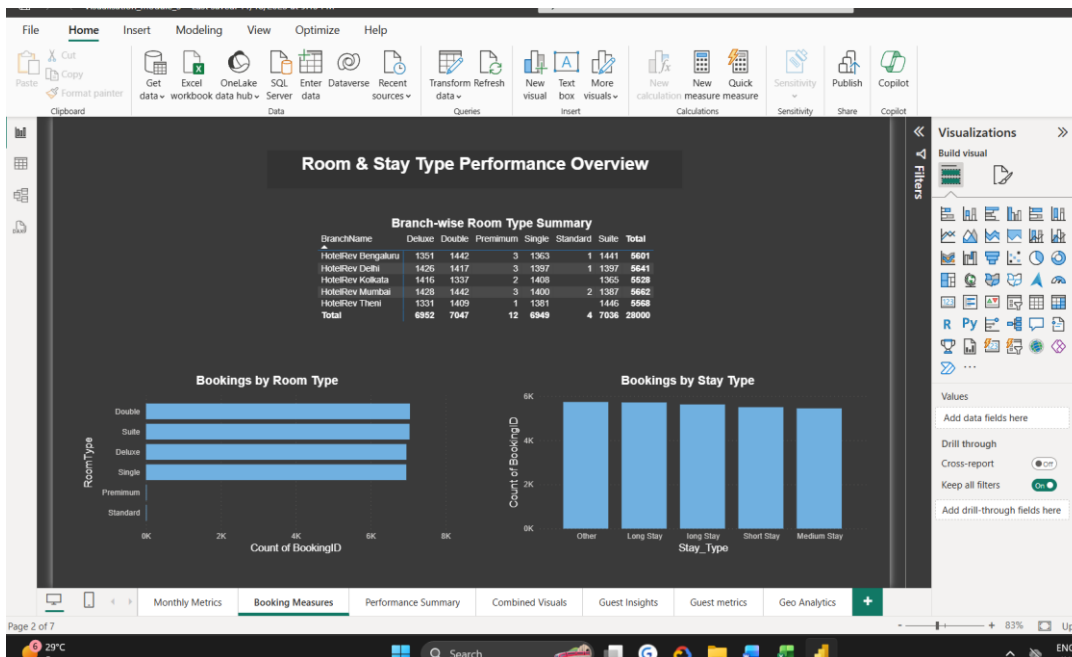 File Home Insert Modeling View Optimize Help
Paste
Cut
Copy
Format painter
Get data
Excel workbook
OneLake data hub
SQL Server
Enter data
Dataverse
Recent sources
Transform data
Refresh
New visual
Text box
More visuals
New calculation
New measure
Quick measure
Sensitivity
Publish
Copilot
Clipboard Data Queries Insert Calculations Sensitivity Share Copilot
Room & Stay Type Performance Overview
Branch-wise Room Type Summary
BranchName Deluxe Double Premimum Single Standard Suite Total
HotelRev Bengaluru 1351 1442 3 1363 1 1441 5601
HotelRev Delhi 1426 1417 3 1397 1 1397 5641
HotelRev Kolkata 1416 1337 2 1408 1365 5528
HotelRev Mumbai 1428 1442 3 1400 2 1387 5662
HotelRev Theni 1331 1409 1 1381 1446 5568
Total 6952 7047 12 6949 4 7036 28000
Bookings by Room Type
RoomType
Double
Suite
Deluxe
Single
Premimum
Standard
0K 2K 4K 6K 8K
Count of BookingID
Bookings by Stay Type
Count of BookingID
6K
4K
2K
0K
Other Long Stay long Stay Short Stay Medium Stay
Stay_Type
Filters
Visualizations
Build visual
R Py
Values
Add data fields here
Drill through
Cross-report Off
Keep all filters On
Add drill-through fields here
Monthly Metrics Booking Measures Performance Summary Combined Visuals Guest Insights Guest metrics Geo Analytics
Page 2 of 7
83%
6
29°C
Search